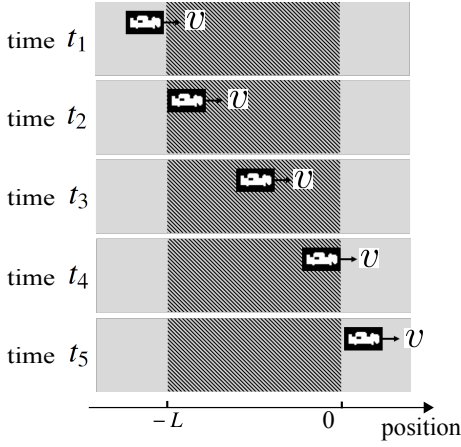 time t₁ v
time t₂ v
time t₃ v
time t₄ v
time t₅ v
−L 0
position